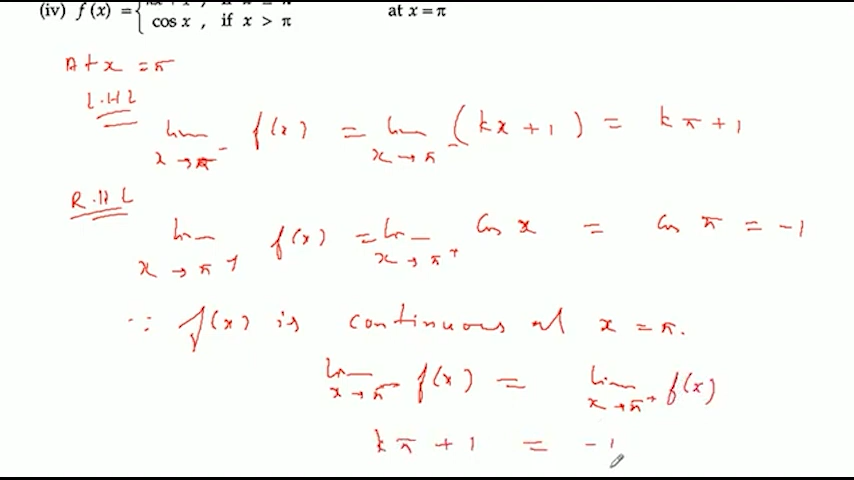 (iv) f(x) = { cos x , if x > π at x = π
At x = π
L.H.L
lim x→π⁻ f(x) = lim x→π⁻ (kx + 1) = kπ + 1
R.H.L
lim x→π⁺ f(x) = lim x→π⁺ cos x = cos π = -1
∵ f(x) is continuous at x = π.
lim x→π⁻ f(x) = lim x→π⁺ f(x)
kπ + 1 = -1